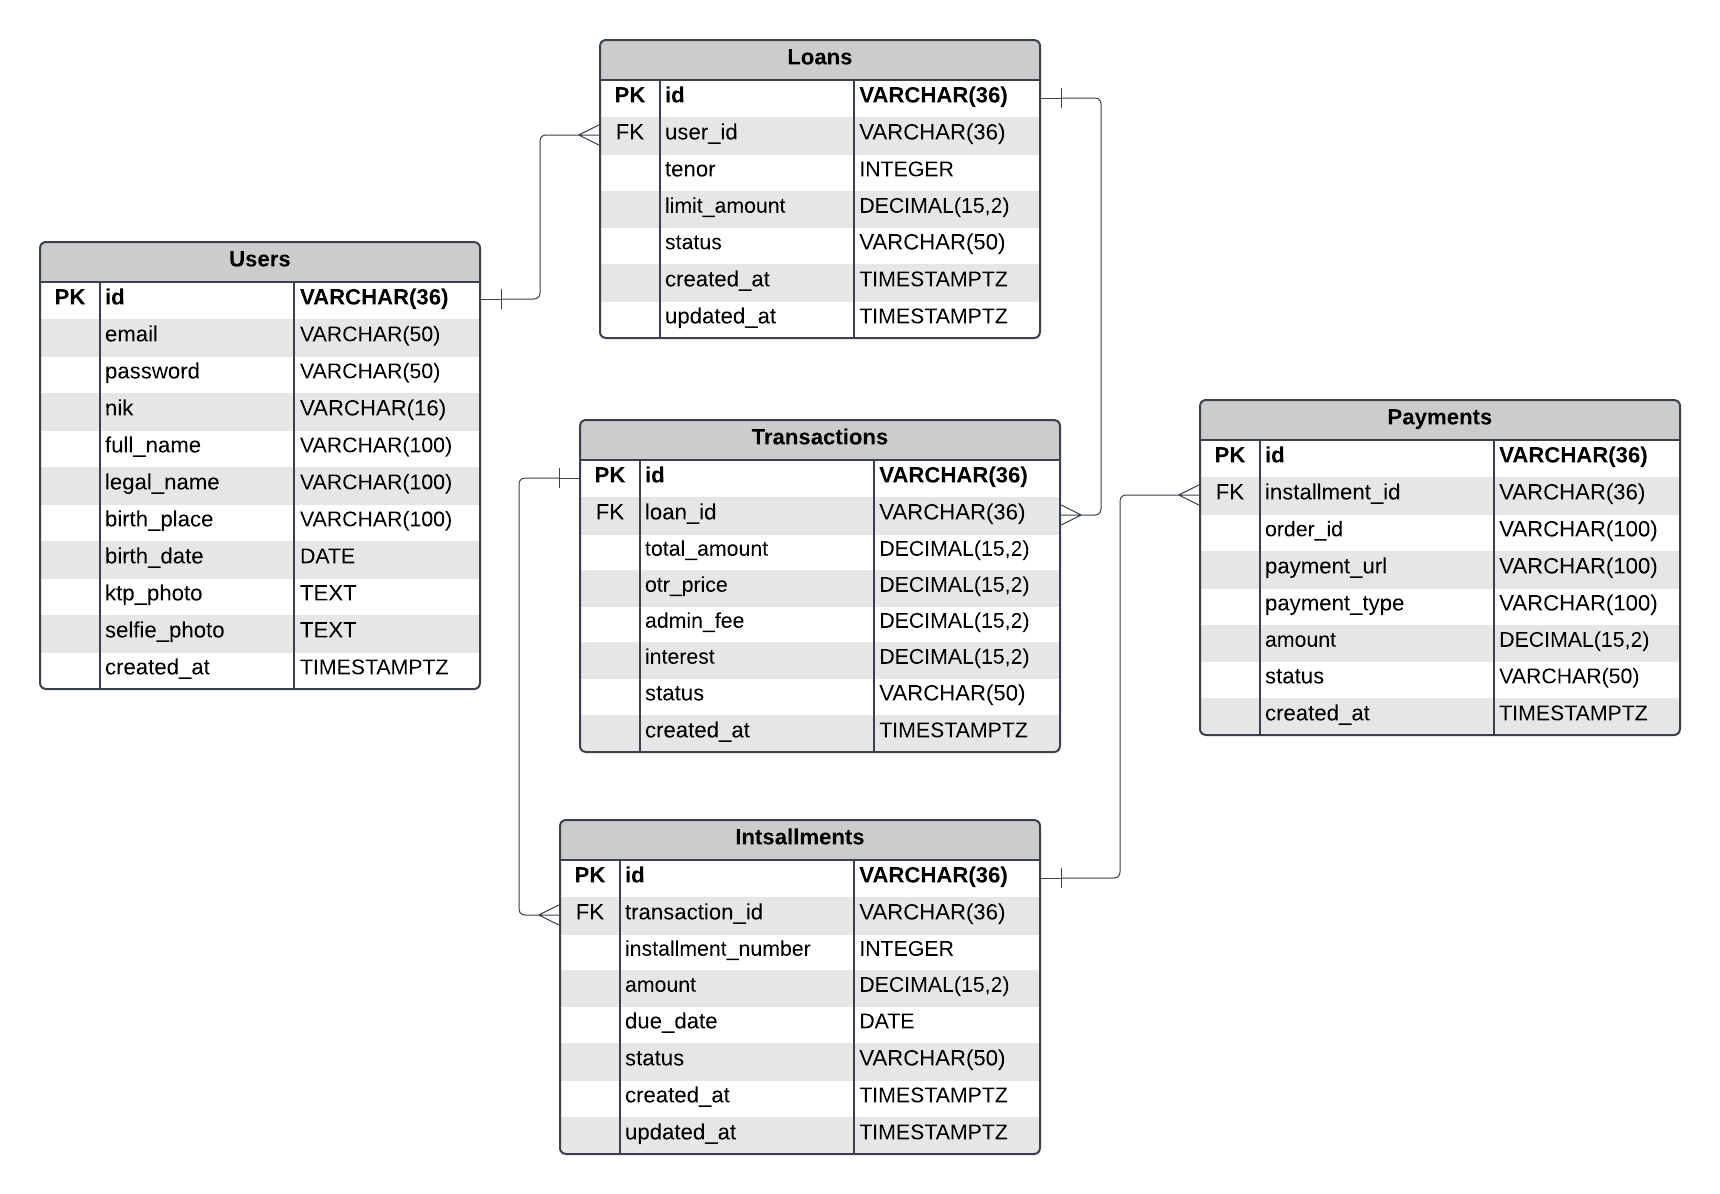 Loans
PK id VARCHAR(36)
FK user_id VARCHAR(36)
tenor INTEGER
limit_amount DECIMAL(15,2)
status VARCHAR(50)
created_at TIMESTAMPTZ
updated_at TIMESTAMPTZ
Users
PK id VARCHAR(36)
email VARCHAR(50)
password VARCHAR(50)
nik VARCHAR(16)
full_name VARCHAR(100)
legal_name VARCHAR(100)
birth_place VARCHAR(100)
birth_date DATE
ktp_photo TEXT
selfie_photo TEXT
created_at TIMESTAMPTZ
Transactions
PK id VARCHAR(36)
FK loan_id VARCHAR(36)
total_amount DECIMAL(15,2)
otr_price DECIMAL(15,2)
admin_fee DECIMAL(15,2)
interest DECIMAL(15,2)
status VARCHAR(50)
created_at TIMESTAMPTZ
Payments
PK id VARCHAR(36)
FK installment_id VARCHAR(36)
order_id VARCHAR(100)
payment_url VARCHAR(100)
payment_type VARCHAR(100)
amount DECIMAL(15,2)
status VARCHAR(50)
created_at TIMESTAMPTZ
Intsallments
PK id VARCHAR(36)
FK transaction_id VARCHAR(36)
installment_number INTEGER
amount DECIMAL(15,2)
due_date DATE
status VARCHAR(50)
created_at TIMESTAMPTZ
updated_at TIMESTAMPTZ